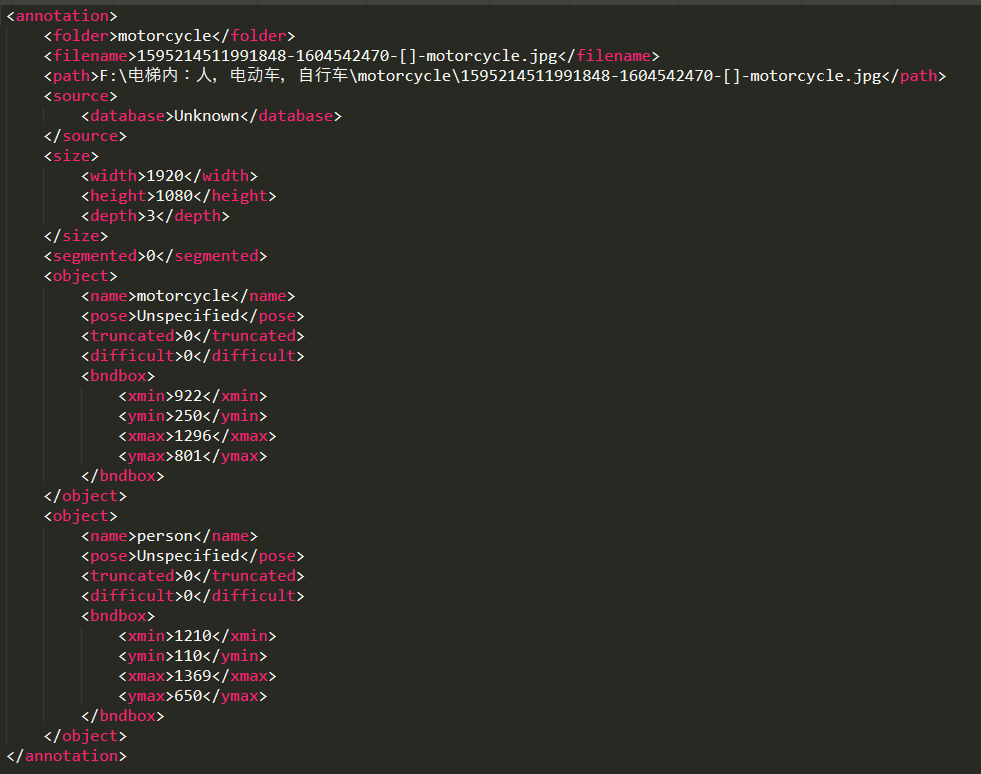 <annotation>
    <folder>motorcycle</folder>
    <filename>1595214511991848-1604542470-[]-motorcycle.jpg</filename>
    <path>F:\电梯内：人，电动车，自行车\motorcycle\1595214511991848-1604542470-[]-motorcycle.jpg</path>
    <source>
        <database>Unknown</database>
    </source>
    <size>
        <width>1920</width>
        <height>1080</height>
        <depth>3</depth>
    </size>
    <segmented>0</segmented>
    <object>
        <name>motorcycle</name>
        <pose>Unspecified</pose>
        <truncated>0</truncated>
        <difficult>0</difficult>
        <bndbox>
            <xmin>922</xmin>
            <ymin>250</ymin>
            <xmax>1296</xmax>
            <ymax>801</ymax>
        </bndbox>
    </object>
    <object>
        <name>person</name>
        <pose>Unspecified</pose>
        <truncated>0</truncated>
        <difficult>0</difficult>
        <bndbox>
            <xmin>1210</xmin>
            <ymin>110</ymin>
            <xmax>1369</xmax>
            <ymax>650</ymax>
        </bndbox>
    </object>
</annotation>